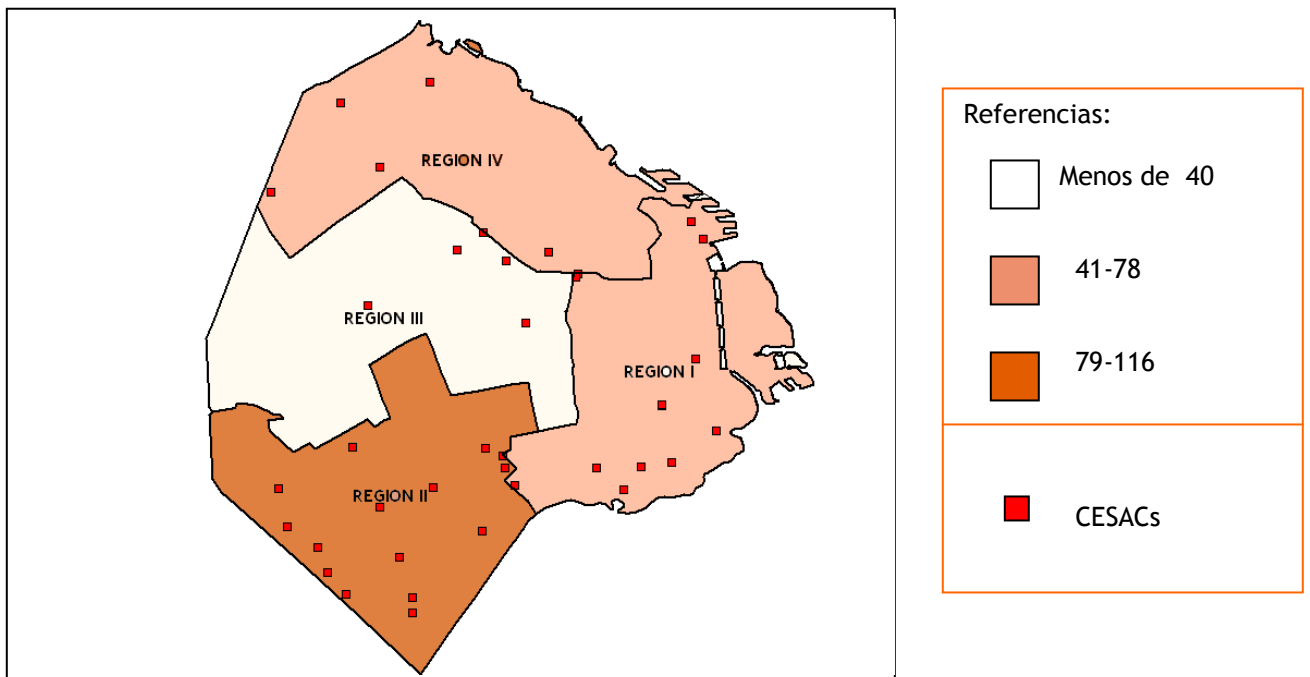 REGION IV
REGION III
REGION I
REGION II
Referencias:
Menos de 40
41-78
79-116
CESACs